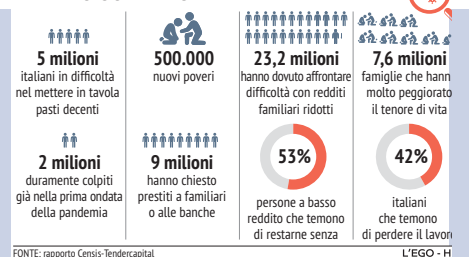 5 milioni
italiani in difficoltà
nel mettere in tavola
pasti decenti
500.000
nuovi poveri
23,2 milioni
hanno dovuto affrontare
difficoltà con redditi
familiari ridotti
7,6 milioni
famiglie che hann
molto peggiorato
il tenore di vita
2 milioni
duramente colpiti
già nella prima ondata
della pandemia
9 milioni
hanno chiesto
prestiti a familiari
o alle banche
53%
persone a basso
reddito che temono
di restarne senza
42%
italiani
che temono
di perdere il lavoro
FONTE: rapporto Censis-Tendercapital
L'EGO - H